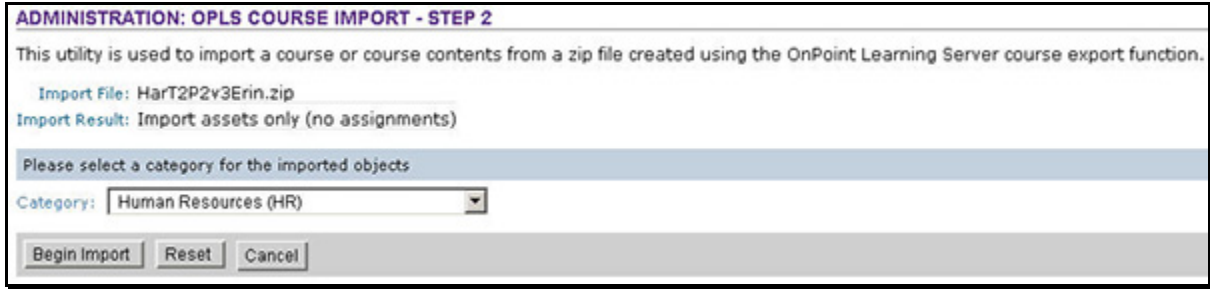 ADMINISTRATION: OPLS COURSE IMPORT - STEP 2
This utility is used to import a course or course contents from a zip file created using the OnPoint Learning Server course export function.
Import File: HarT2P2v3Erin.zip
Import Result: Import assets only (no assignments)
Please select a category for the imported objects
Category: Human Resources (HR)
Begin Import Reset Cancel